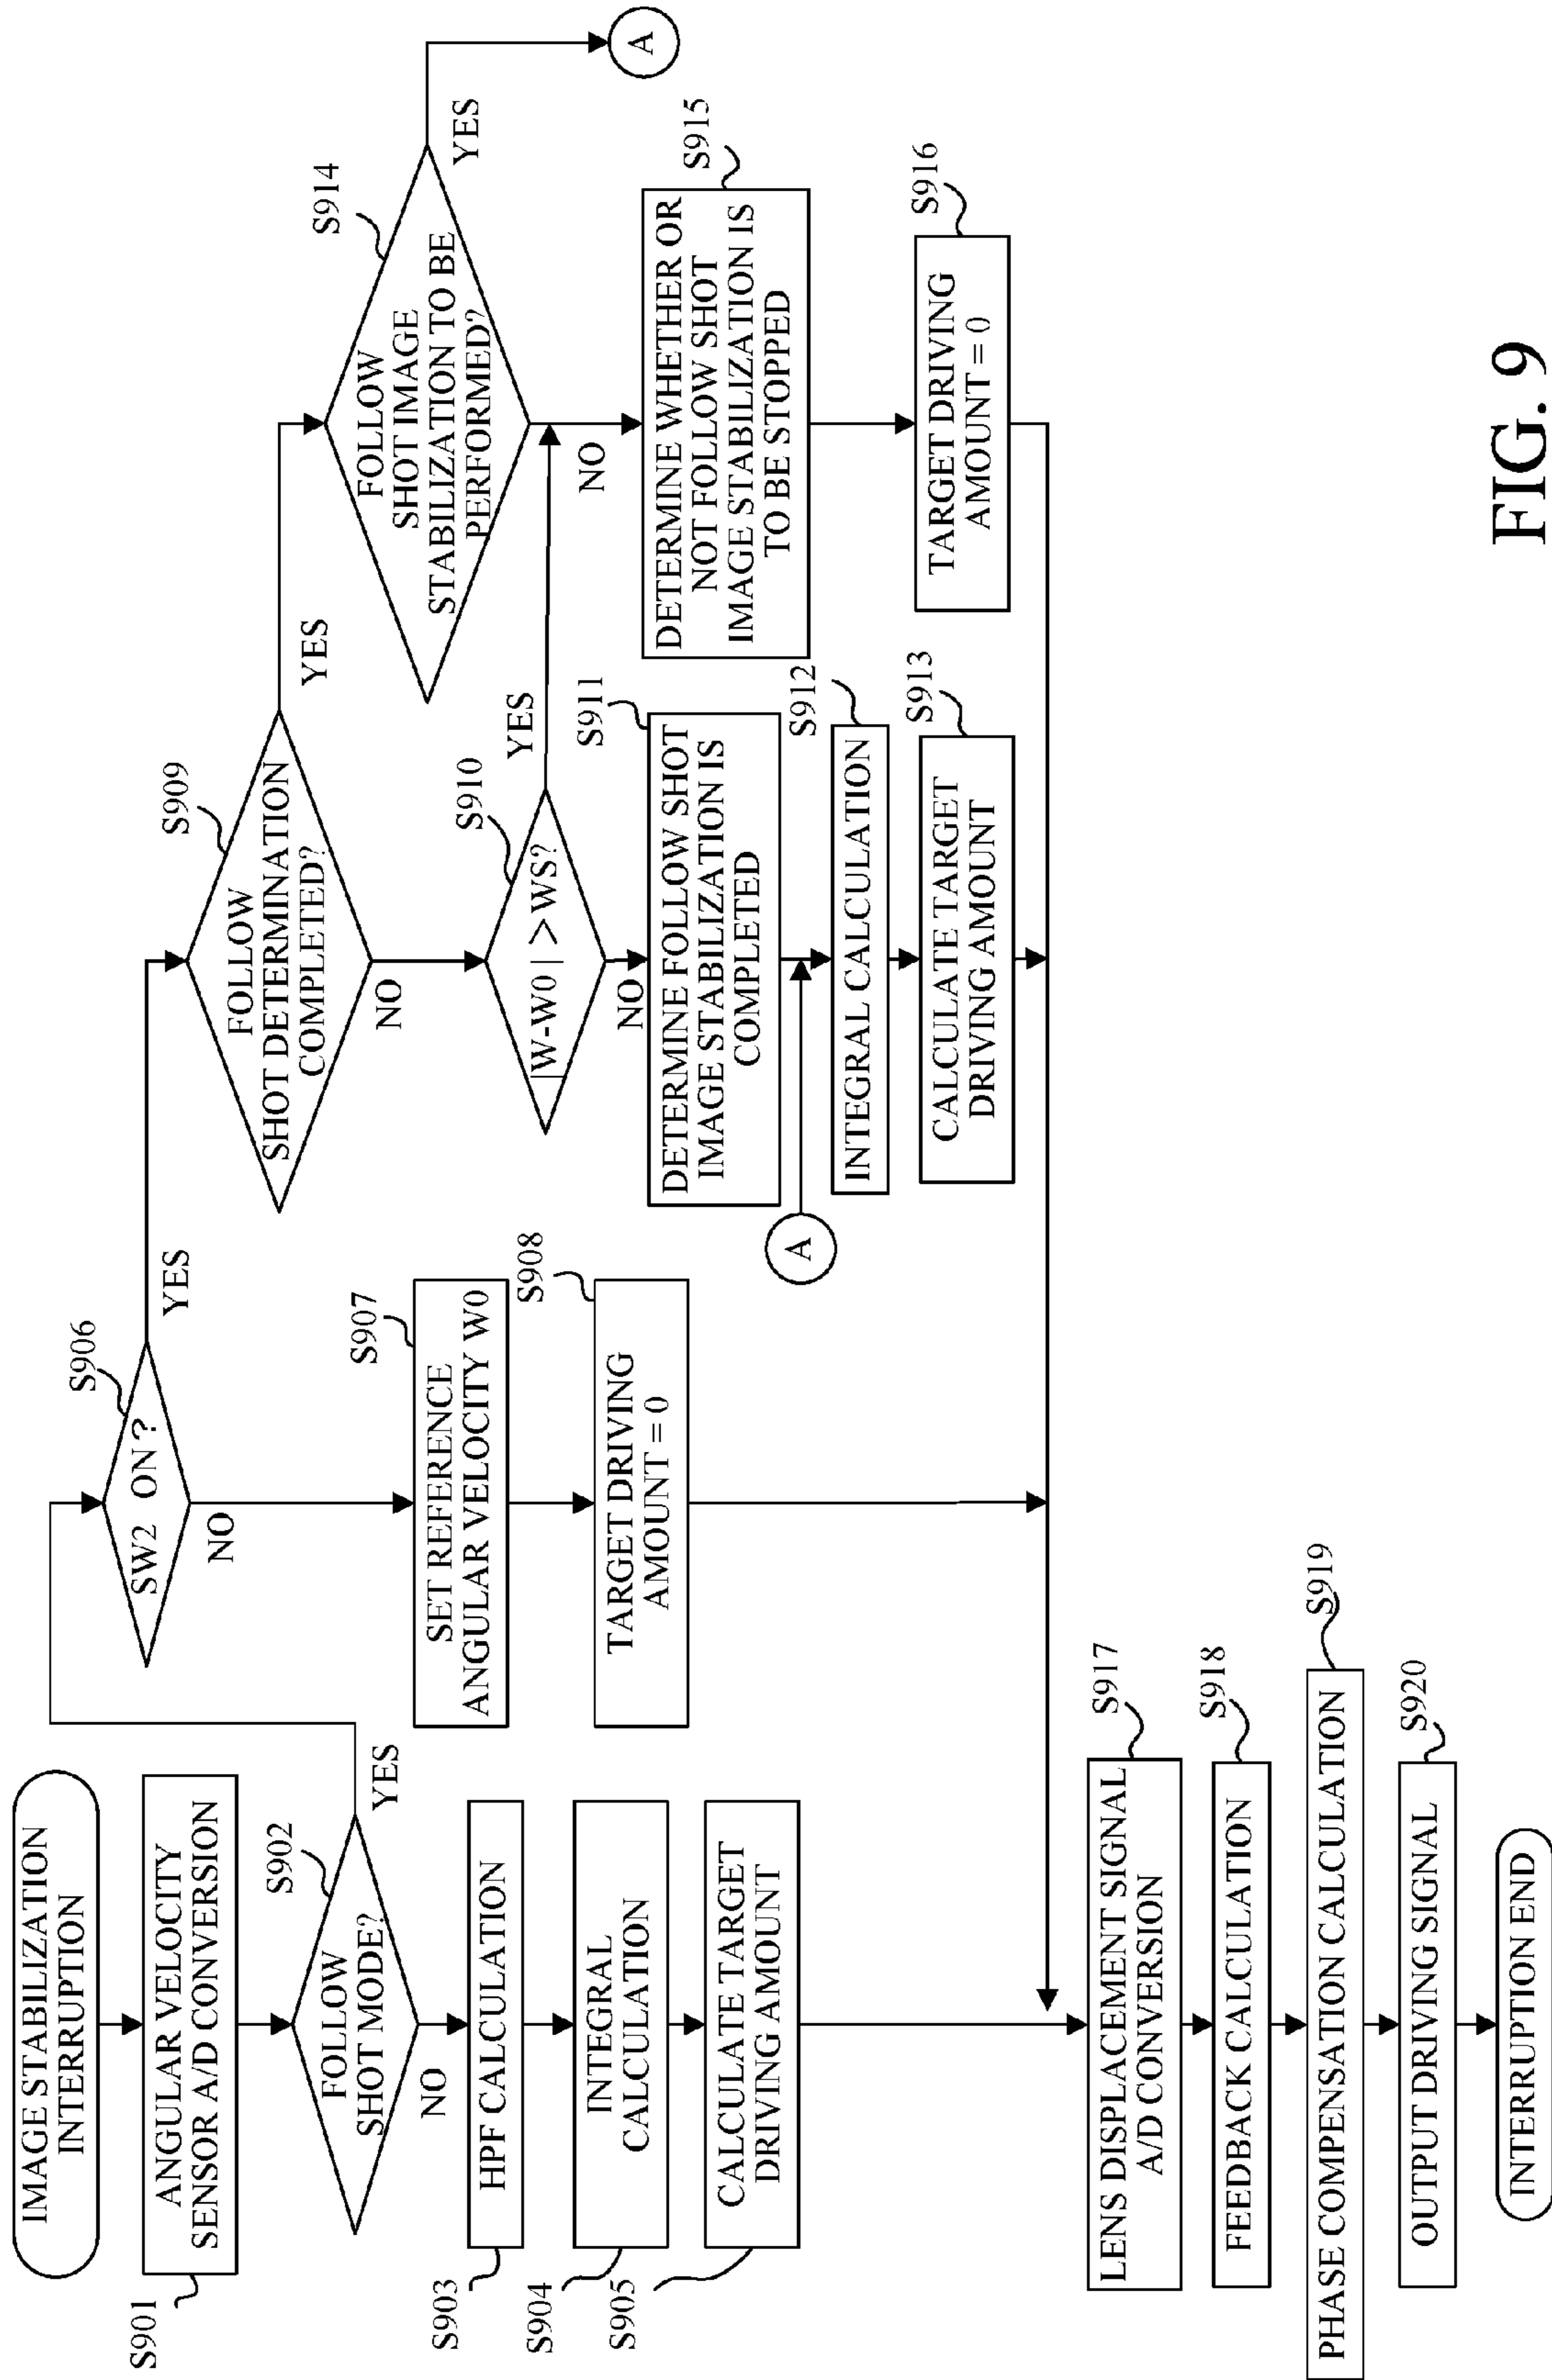 IMAGE STABILIZATION
INTERRUPTION
S901
ANGULAR VELOCITY
SENSOR A/D CONVERSION
S902
FOLLOW
SHOT MODE?
YES
NO
S903
HPF CALCULATION
S904
INTEGRAL
CALCULATION
S905
CALCULATE TARGET
DRIVING AMOUNT
S906
SW2 ON?
YES
NO
S907
SET REFERENCE
ANGULAR VELOCITY W0
S908
TARGET DRIVING
AMOUNT = 0
S909
FOLLOW
SHOT DETERMINATION
COMPLETED?
YES
NO
S910
|W-W0| >WS?
YES
NO
S911
DETERMINE FOLLOW SHOT
IMAGE STABILIZATION IS
COMPLETED
A
S912
INTEGRAL CALCULATION
S913
CALCULATE TARGET
DRIVING AMOUNT
S914
FOLLOW
SHOT IMAGE
STABILIZATION TO BE
PERFORMED?
YES
A
NO
S915
DETERMINE WHETHER OR
NOT FOLLOW SHOT
IMAGE STABILIZATION IS
TO BE STOPPED
S916
TARGET DRIVING
AMOUNT = 0
S917
LENS DISPLACEMENT SIGNAL
A/D CONVERSION
S918
FEEDBACK CALCULATION
S919
PHASE COMPENSATION CALCULATION
S920
OUTPUT DRIVING SIGNAL
INTERRUPTION END
FIG. 9